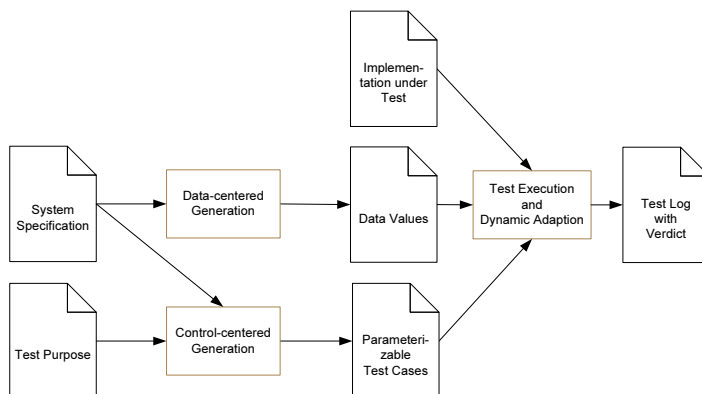 Implemen-
tation under
Test
System
Specification
Data-centered
Generation
Data Values
Test Execution
and
Dynamic Adaption
Test Log
with
Verdict
Test Purpose
Control-centered
Generation
Parameteri-
zable
Test Cases